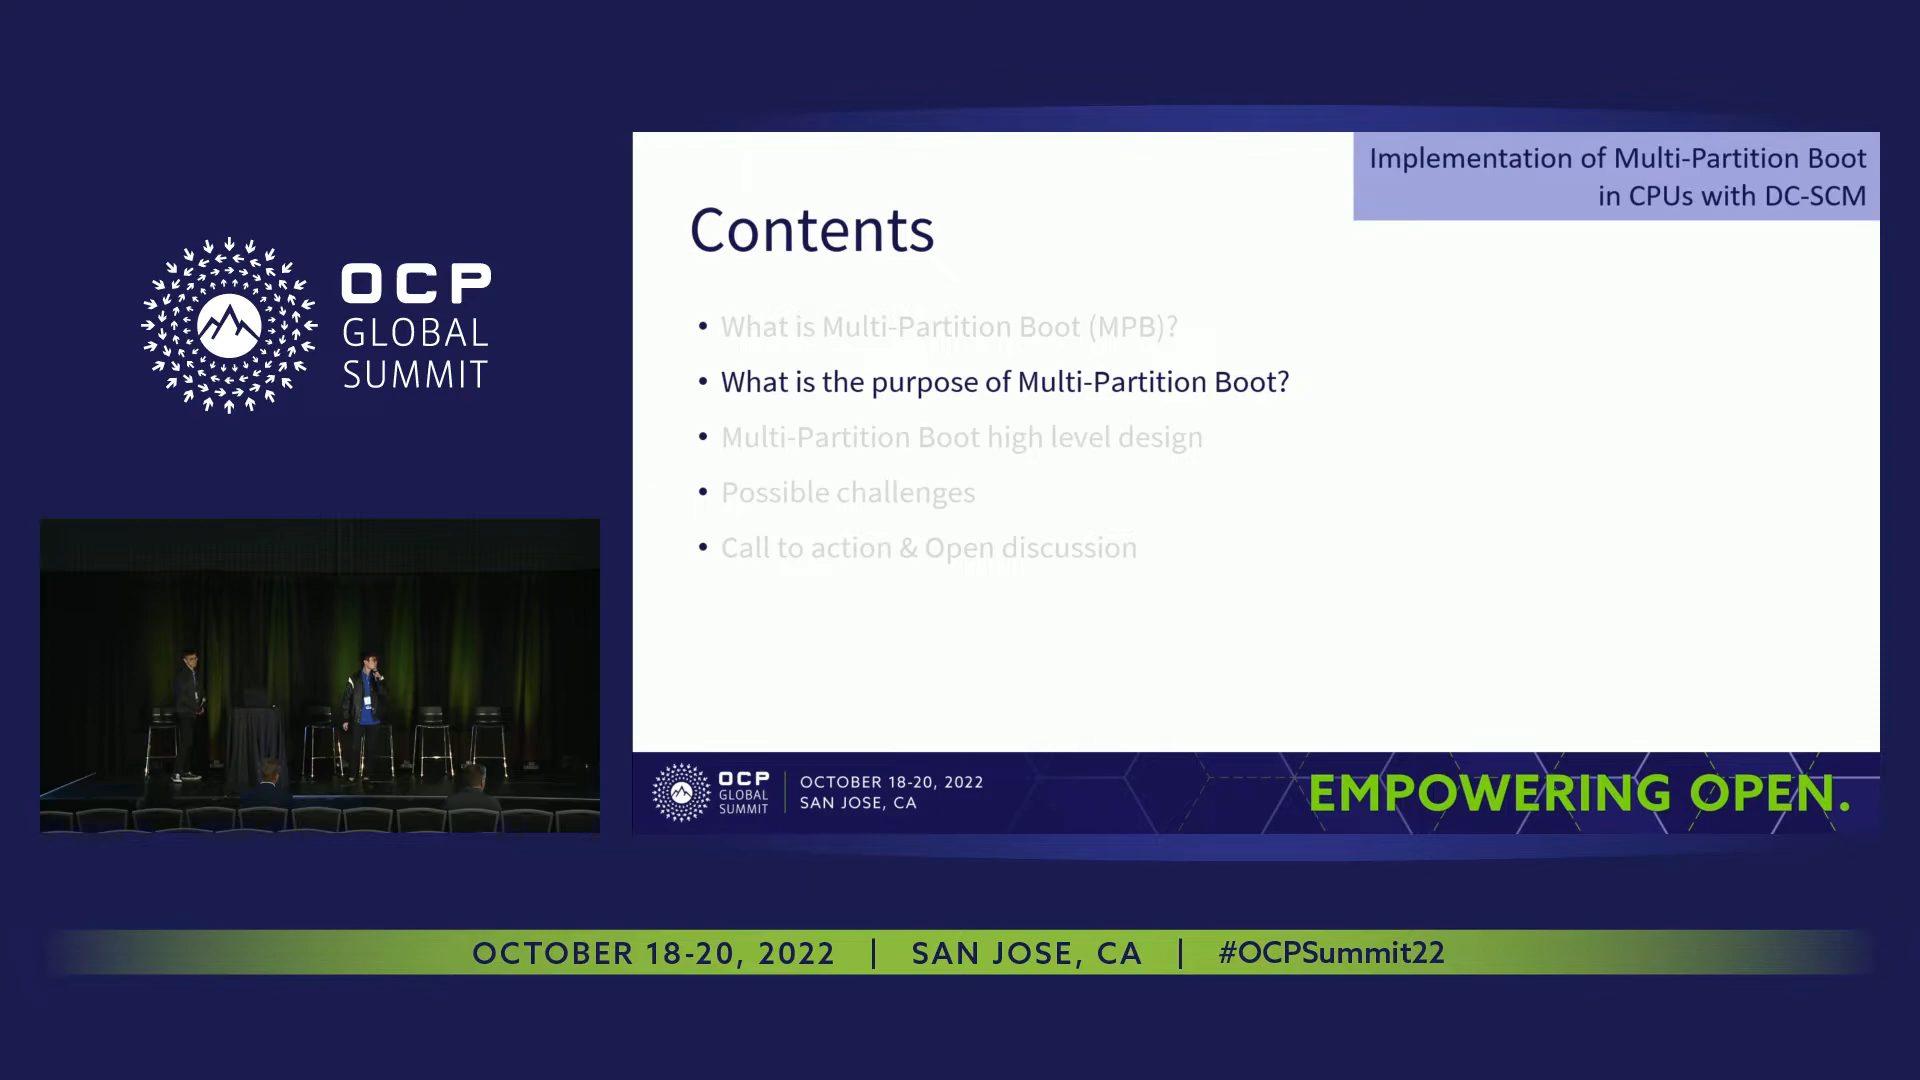 OCP
GLOBAL
SUMMIT
Implementation of Multi-Partition Boot
in CPUs with DC-SCM
Contents
• What is Multi-Partition Boot (MPB)?
• What is the purpose of Multi-Partition Boot?
• Multi-Partition Boot high level design
• Possible challenges
• Call to action & Open discussion
OCP
GLOBAL
SUMMIT
OCTOBER 18-20, 2022
SAN JOSE, CA
EMPOWERING OPEN.
OCTOBER 18-20, 2022 | SAN JOSE, CA | #OCPSummit22